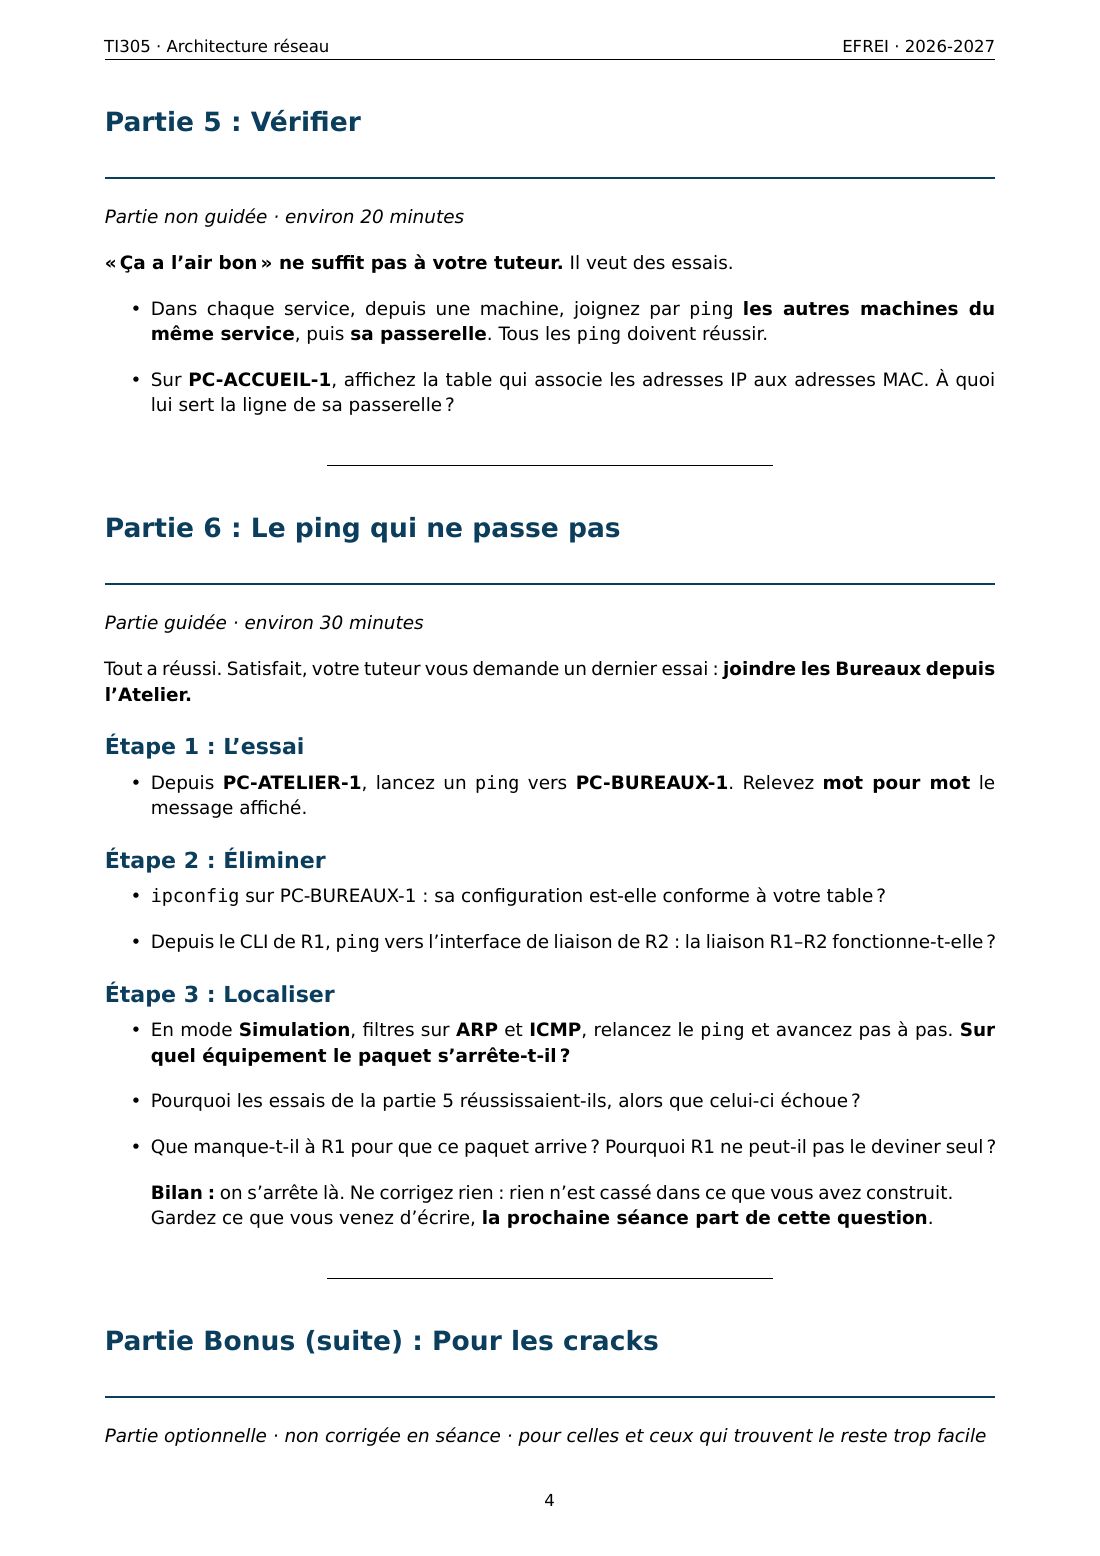 TI305 · Architecture réseau
EFREI · 2026-2027
Partie 5 : Vérifier
Partie non guidée · environ 20 minutes
« Ça a l’air bon » ne suffit pas à votre tuteur. Il veut des essais.
• Dans chaque service, depuis une machine, joignez par ping les autres machines du
même service, puis sa passerelle. Tous les ping doivent réussir.
• Sur PC-ACCUEIL-1, affichez la table qui associe les adresses IP aux adresses MAC. À quoi
lui sert la ligne de sa passerelle ?
Partie 6 : Le ping qui ne passe pas
Partie guidée · environ 30 minutes
Tout a réussi. Satisfait, votre tuteur vous demande un dernier essai : joindre les Bureaux depuis
l’Atelier.
Étape 1 : L’essai
• Depuis PC-ATELIER-1, lancez un ping vers PC-BUREAUX-1. Relevez mot pour mot le
message affiché.
Étape 2 : Éliminer
• ipconfig sur PC-BUREAUX-1 : sa configuration est-elle conforme à votre table ?
• Depuis le CLI de R1, ping vers l’interface de liaison de R2 : la liaison R1–R2 fonctionne-t-elle ?
Étape 3 : Localiser
• En mode Simulation, filtres sur ARP et ICMP, relancez le ping et avancez pas à pas. Sur
quel équipement le paquet s’arrête-t-il ?
• Pourquoi les essais de la partie 5 réussissaient-ils, alors que celui-ci échoue ?
• Que manque-t-il à R1 pour que ce paquet arrive ? Pourquoi R1 ne peut-il pas le deviner seul ?
Bilan : on s’arrête là. Ne corrigez rien : rien n’est cassé dans ce que vous avez construit.
Gardez ce que vous venez d’écrire, la prochaine séance part de cette question.
Partie Bonus (suite) : Pour les cracks
Partie optionnelle · non corrigée en séance · pour celles et ceux qui trouvent le reste trop facile
4